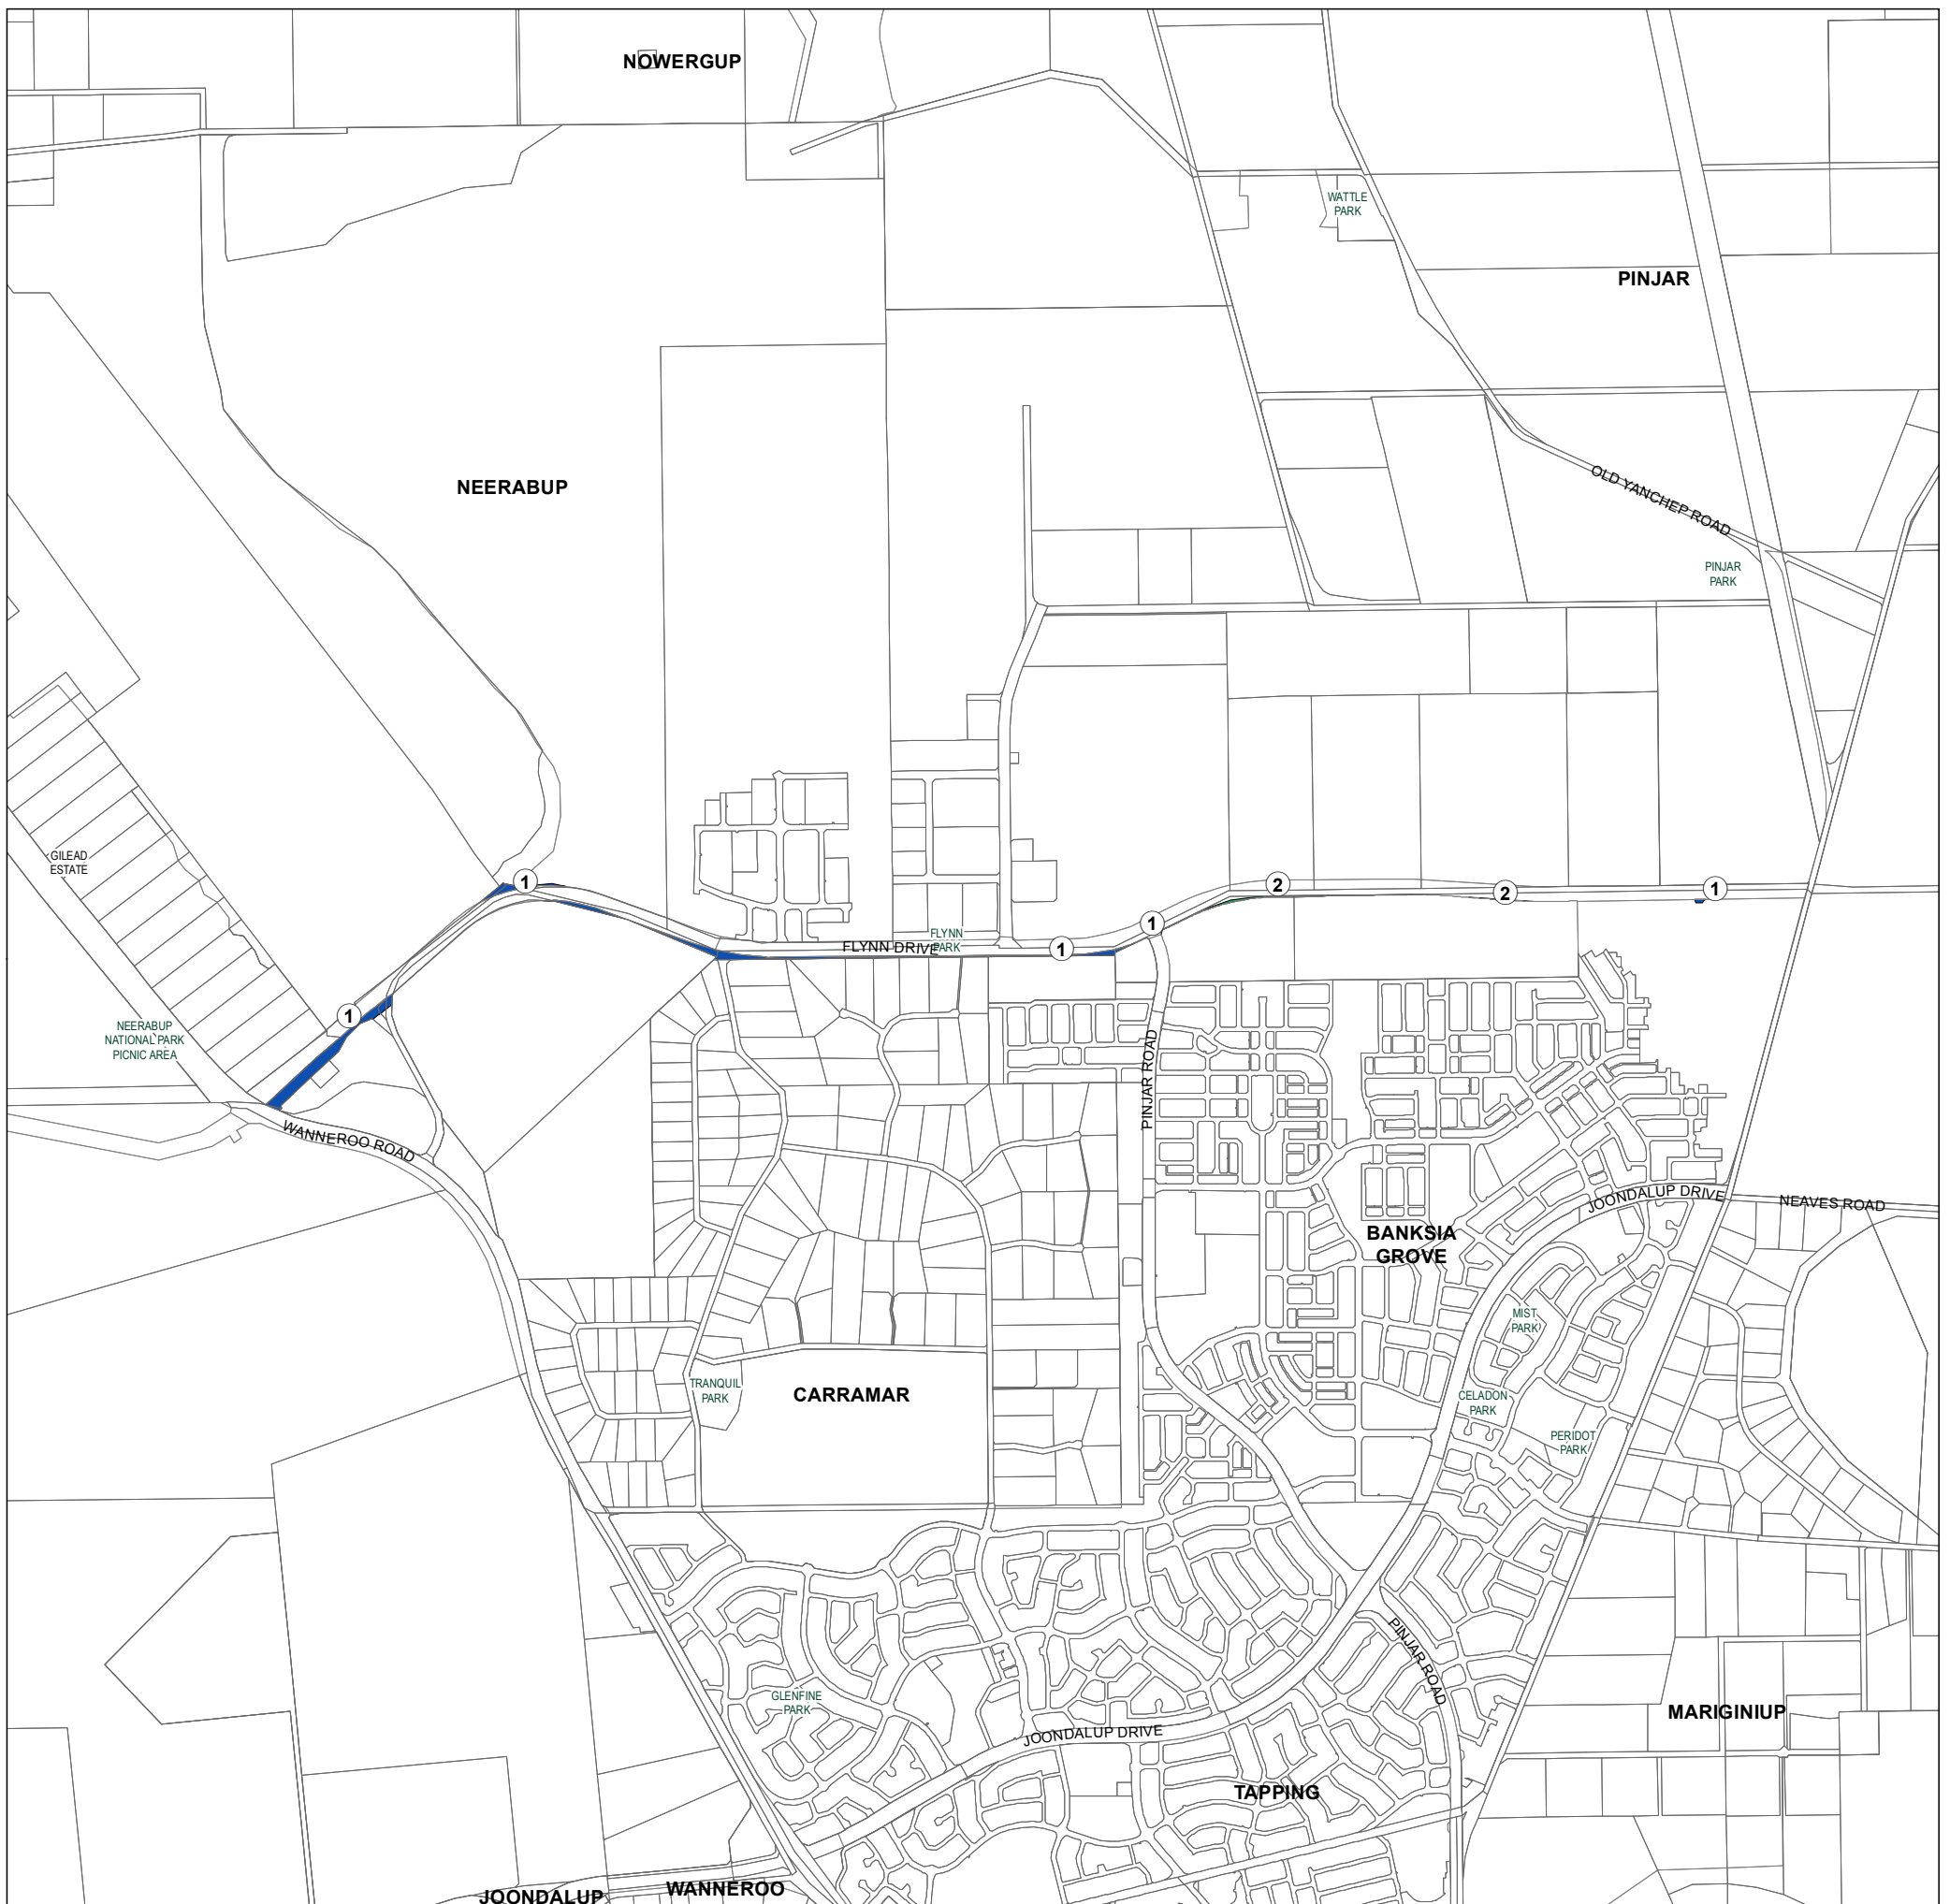 NOWERGUP
WATTLE
PARK
PINJAR
NEERABUP
OLD YANCHEP ROAD
PINJAR
PARK
GILEAD
ESTATE
1
2
2
1
1
FLYNN
PARK
FLYNN DRIVE
1
1
NEERABUP
NATIONAL PARK
PICNIC AREA
PINJAR ROAD
WANNEROO ROAD
JOONDALUP DRIVE
NEAVES ROAD
BANKSIA
GROVE
MIST
PARK
TRANQUIL
PARK
CARRAMAR
CELADON
PARK
PERIDOT
PARK
PINJAR ROAD
GLENFINE
PARK
MARIGINIUP
JOONDALUP DRIVE
TAPPING
JOONDALUP
WANNEROO